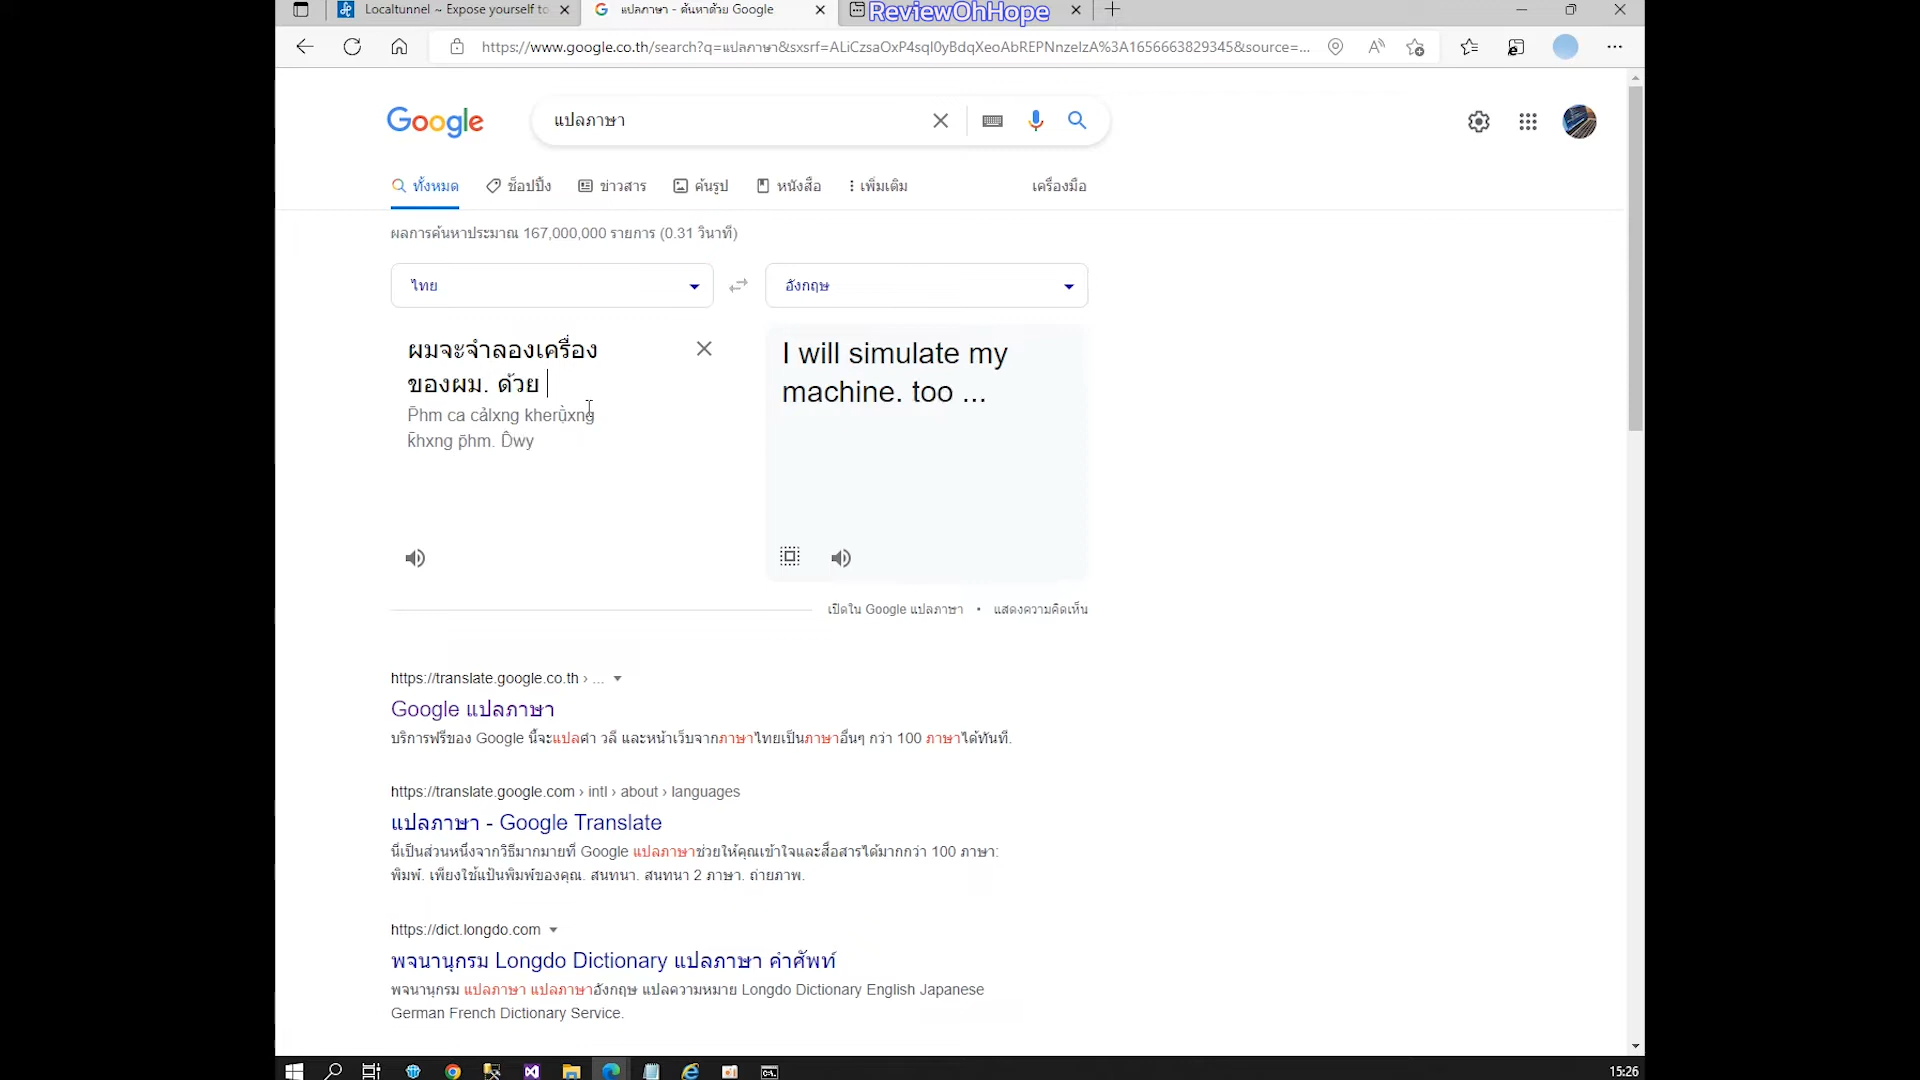 Localtunnel ~ Expose yourself to
แปลภาษา - ค้นหาด้วย Google
ReviewOhHope
https://www.google.co.th/search?q=แปลภาษา&sxsrf=ALiCzsaOxP4sqI0yBdqXeoAbREPNnzeIzA%3A1656663829345&source=...
Google
แปลภาษา
ทั้งหมด
ช็อปปิ้ง
ข่าวสาร
ค้นรูป
หนังสือ
เพิ่มเติม
เครื่องมือ
ผลการค้นหาประมาณ 167,000,000 รายการ (0.31 วินาที)
ไทย
อังกฤษ
ผมจะจำลองเครื่อง
ของผม. ด้วย
P̄hm ca cảlxng kherụ̄̀xng
k̄hxng p̄hm. D̂wy
I will simulate my
machine. too ...
เปิดใน Google แปลภาษา • แสดงความคิดเห็น
https://translate.google.co.th › ...
Google แปลภาษา
บริการฟรีของ Google นี้จะแปลคำ วลี และหน้าเว็บจากภาษาไทยเป็นภาษาอื่นๆ กว่า 100 ภาษาได้ทันที.
https://translate.google.com › intl › about › languages
แปลภาษา - Google Translate
นี่เป็นส่วนหนึ่งจากวิธีมากมายที่ Google แปลภาษาช่วยให้คุณเข้าใจและสื่อสารได้มากกว่า 100 ภาษา:
พิมพ์. เพียงใช้แป้นพิมพ์ของคุณ. สนทนา. สนทนา 2 ภาษา. ถ่ายภาพ.
https://dict.longdo.com
พจนานุกรม Longdo Dictionary แปลภาษา คำศัพท์
พจนานุกรม แปลภาษา แปลภาษาอังกฤษ แปลความหมาย Longdo Dictionary English Japanese
German French Dictionary Service.
15:26